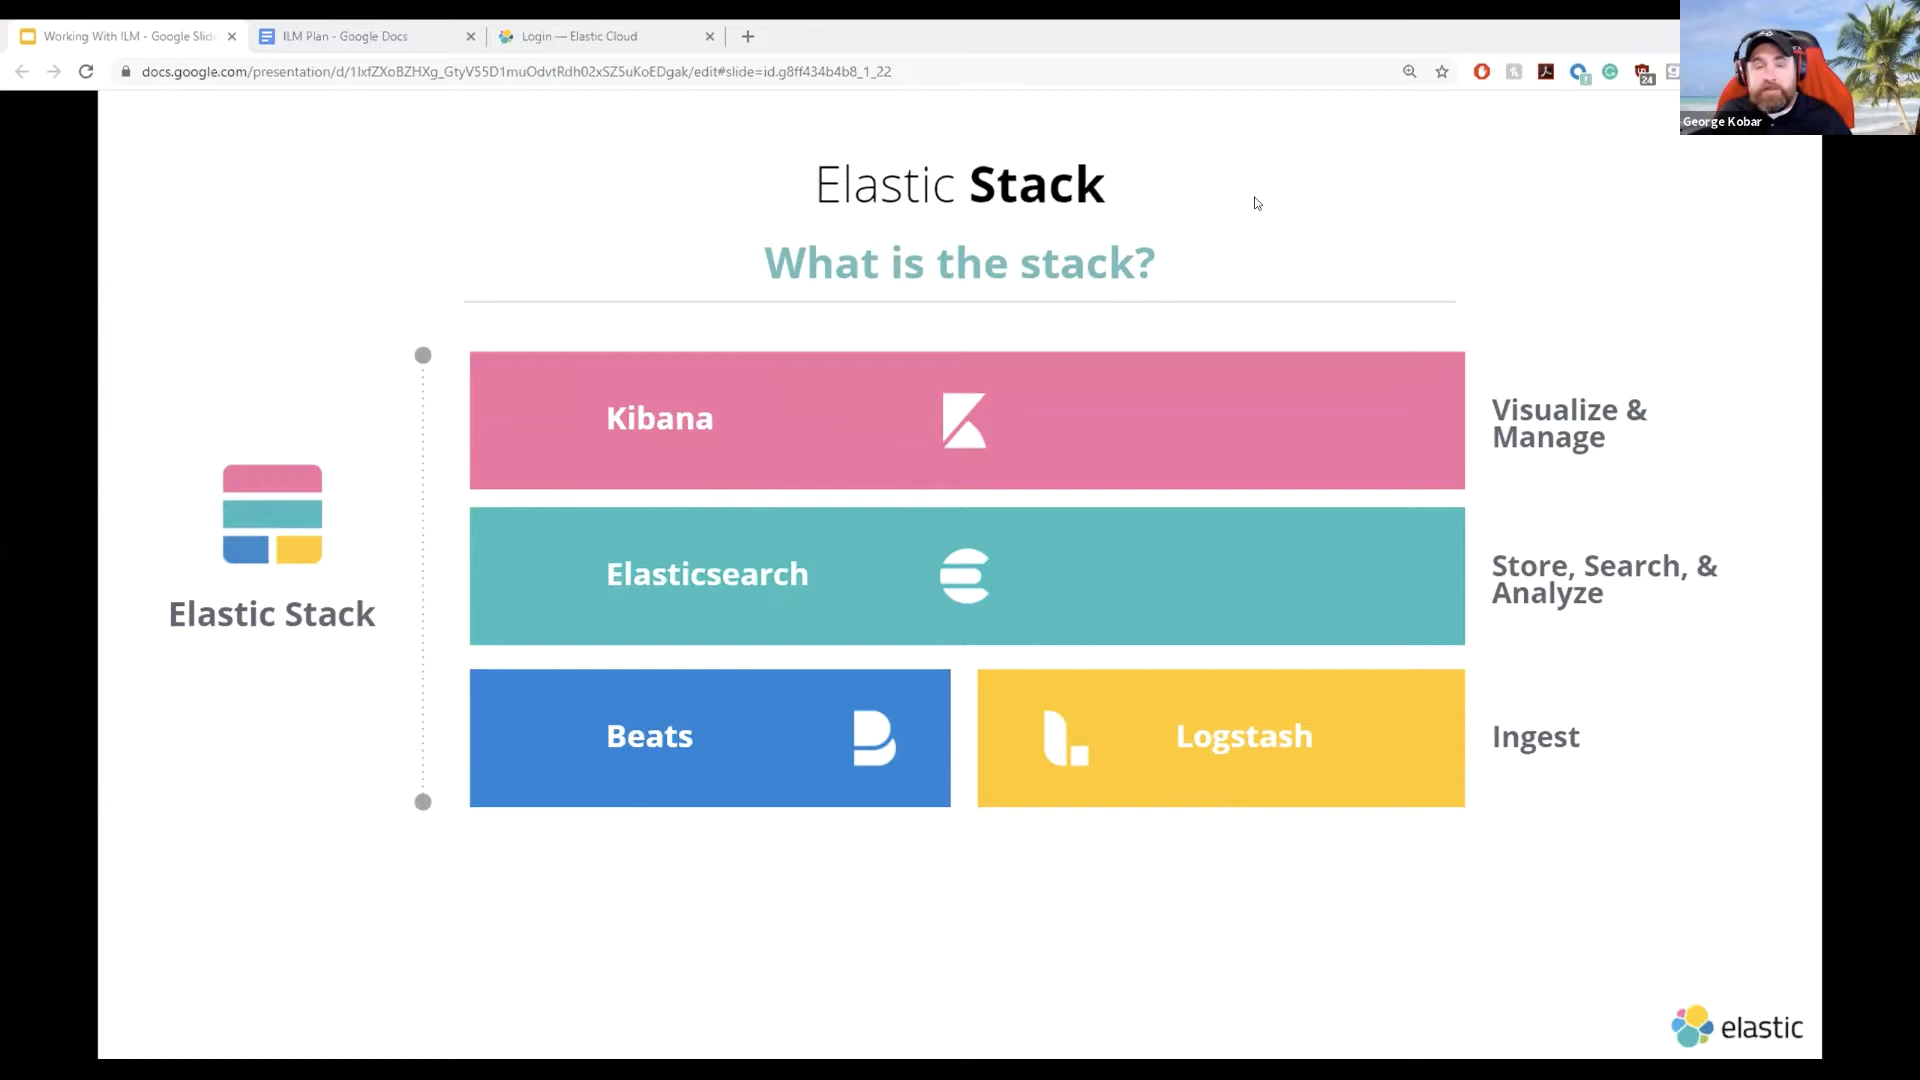 Working With ILM - Google Slid
ILM Plan - Google Docs
Login — Elastic Cloud
docs.google.com/presentation/d/1lxfZXoBZHXg_GtyV55D1muOdvtRdh02xSZ5uKoEDgak/edit#slide=id.g8ff434b4b8_1_22
24
George Kobar
Elastic Stack
What is the stack?
Kibana
Visualize &
Manage
Elasticsearch
Store, Search, &
Analyze
Elastic Stack
Beats
Logstash
Ingest
elastic